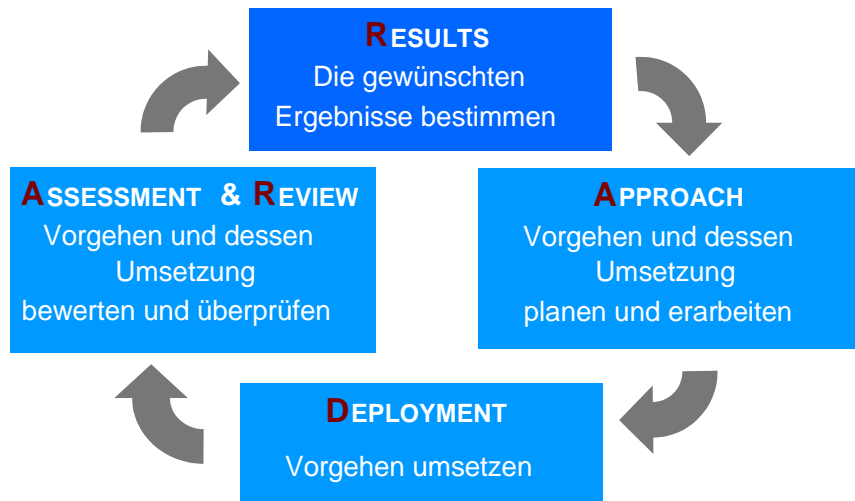 RESULTS
Die gewünschten
Ergebnisse bestimmen
APPROACH
Vorgehen und dessen
Umsetzung
planen und erarbeiten
DEPLOYMENT
Vorgehen umsetzen
ASSESSMENT & REVIEW
Vorgehen und dessen
Umsetzung
bewerten und überprüfen